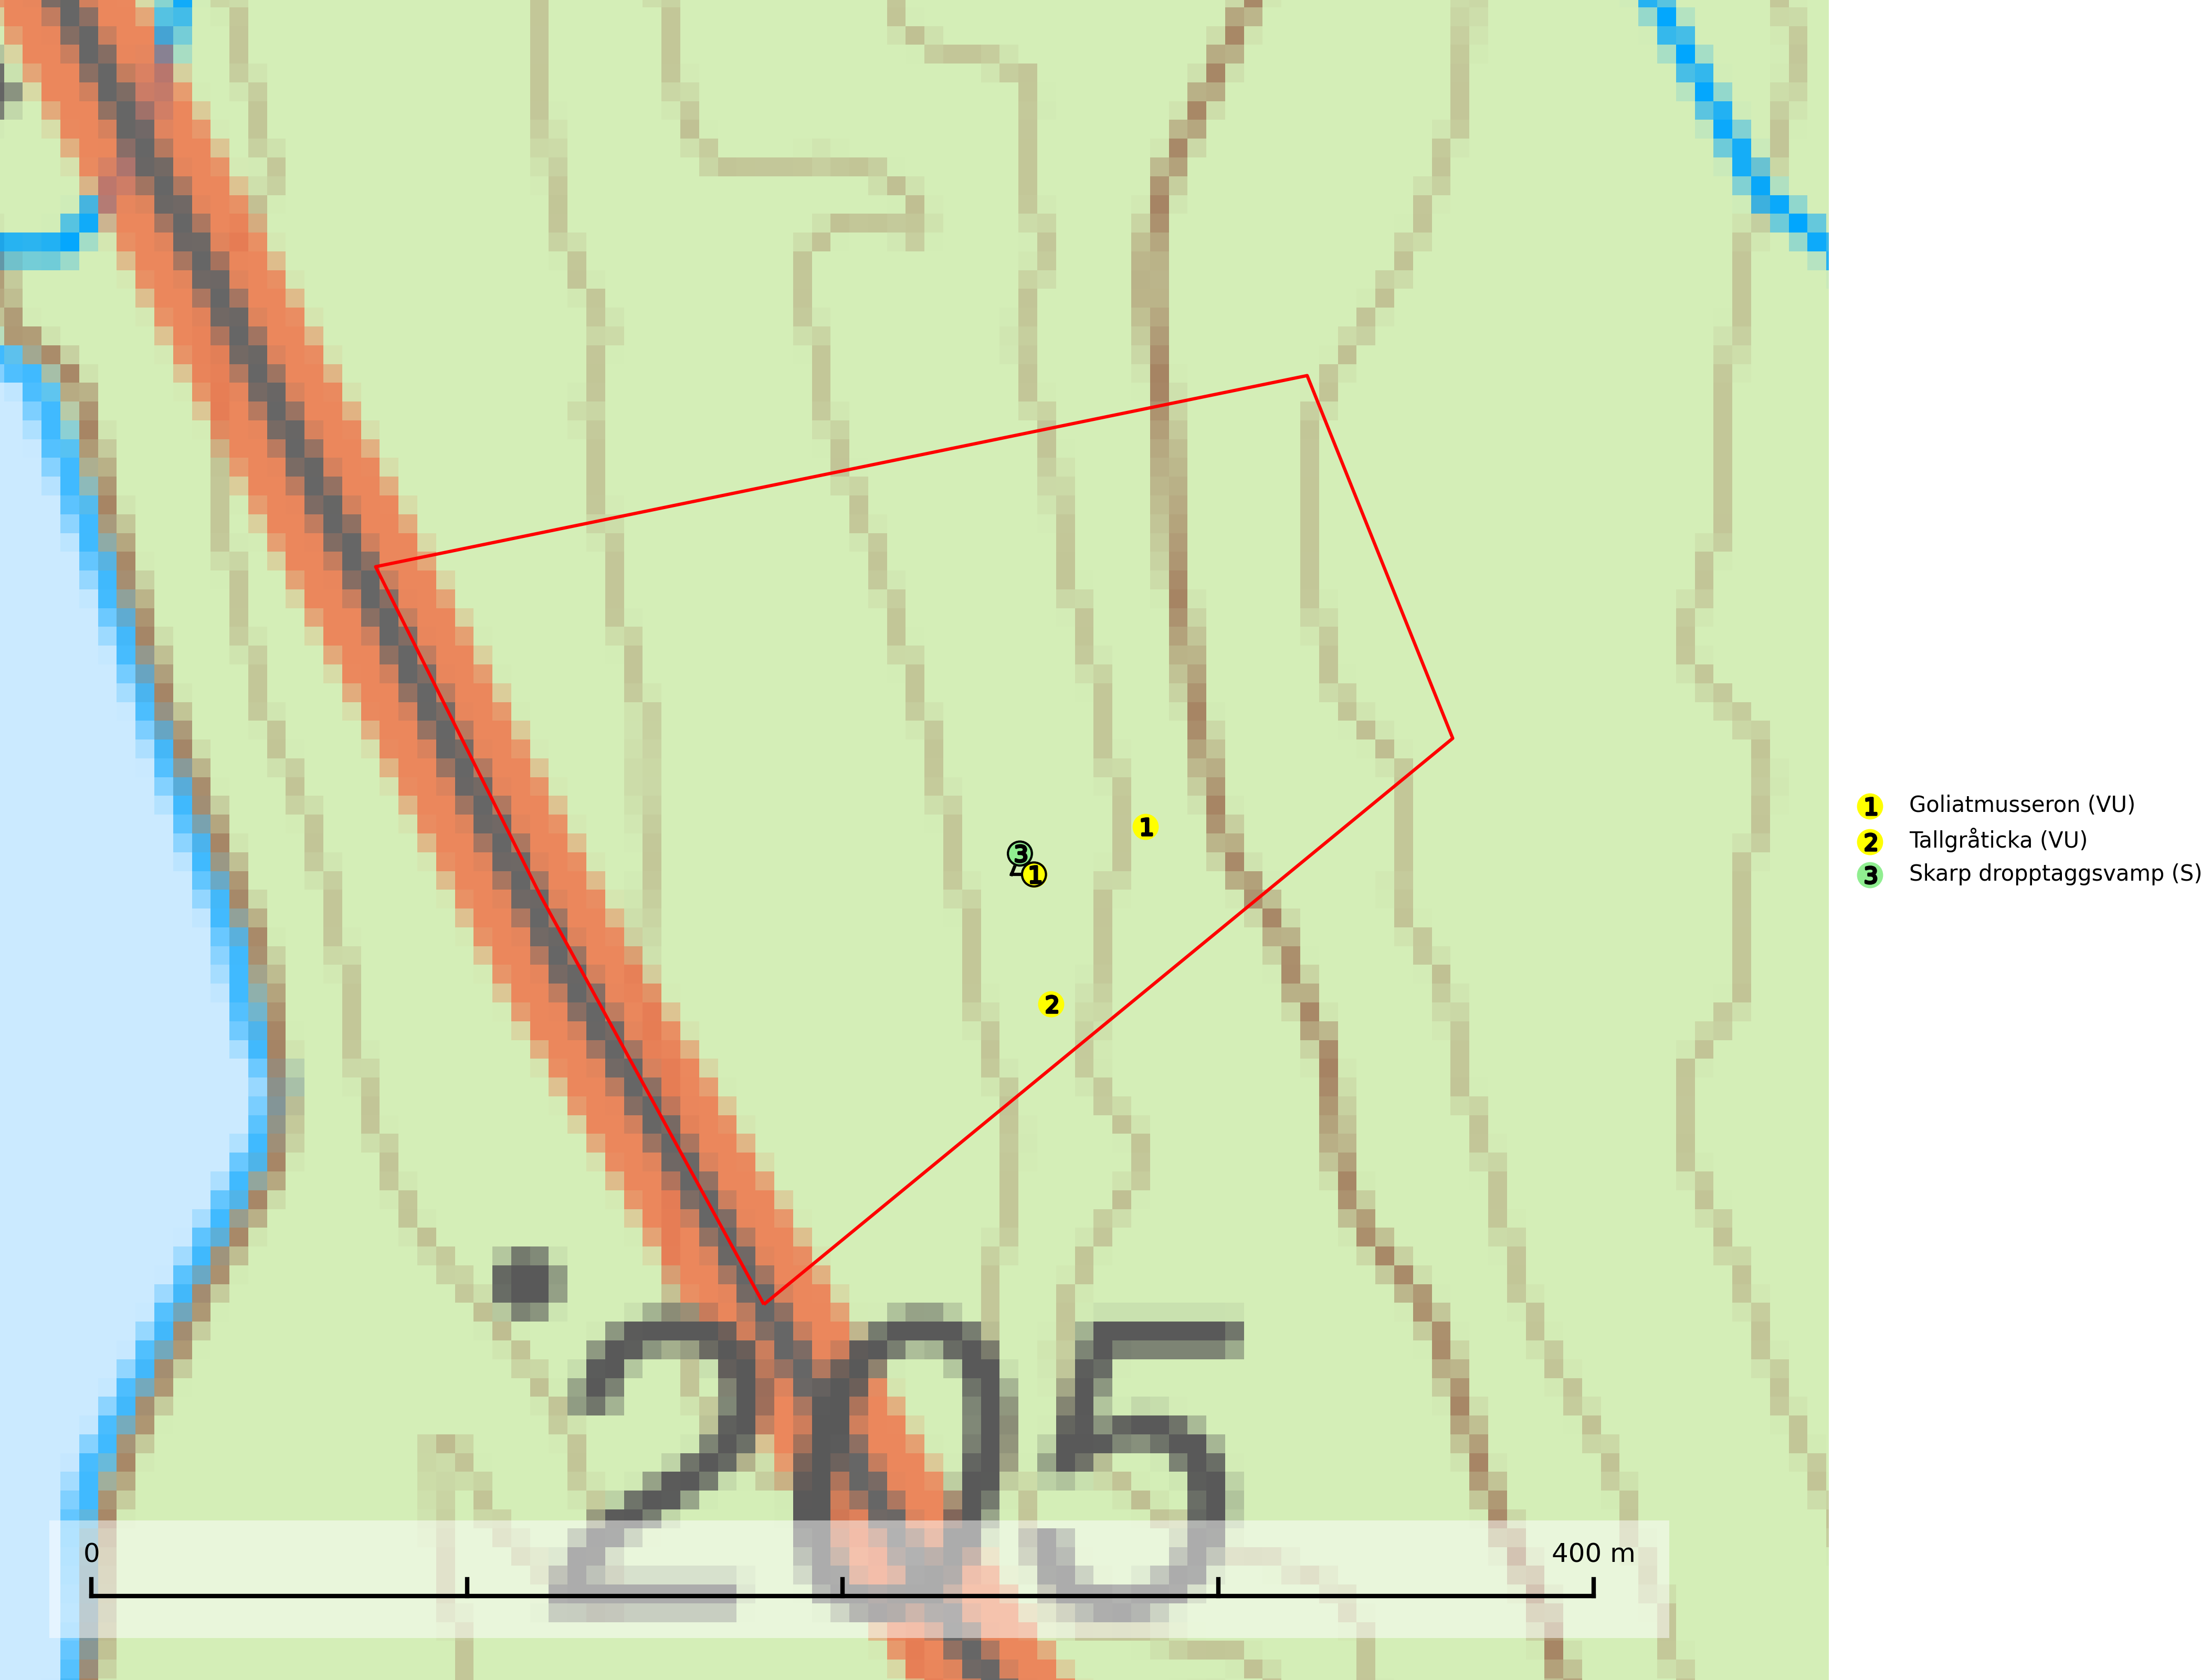 1
3
1
2
1 Goliatmusseron (VU)
2 Tallgråticka (VU)
3 Skarp dropptaggsvamp (S)
205
0 400 m